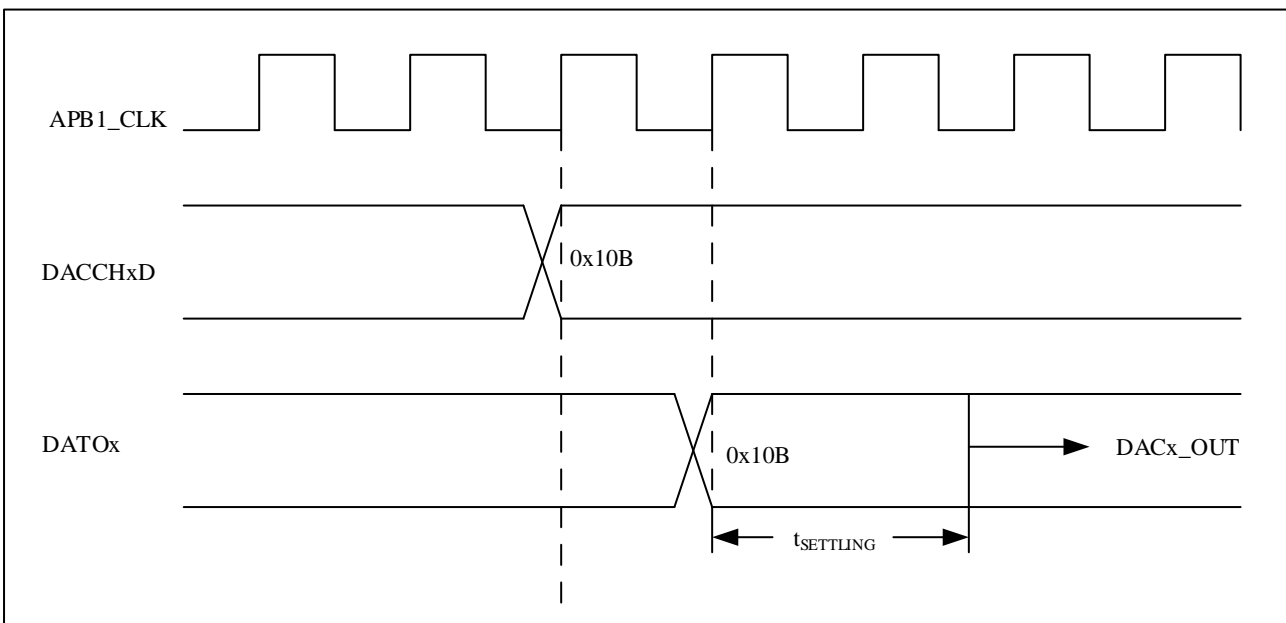 APB1_CLK
DACCHxD
0x10B
DATOx
0x10B
DACx_OUT
tSETTLING